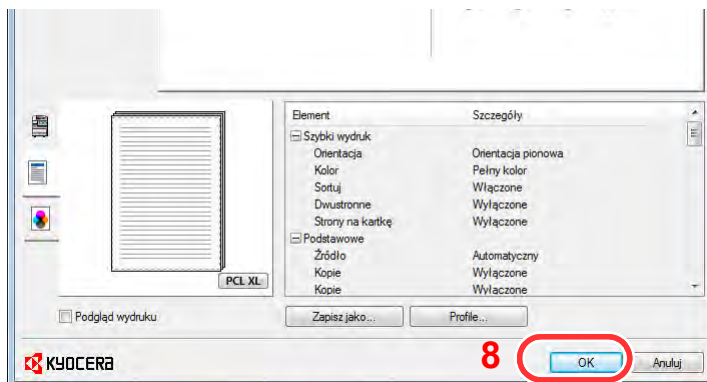 Element Szczegóły
Szybki wydruk
Orientacja Orientacja pionowa
Kolor Pełny kolor
Sortuj Włączone
Dwustronne Wyłączone
Strony na kartkę Wyłączone
Podstawowe
Źródło Automatyczny
Kopie Wyłączone
Kopie Wyłaczone
PCL XL
Podgląd wydruku Zapisz jako... Profile...
KYOCERA 8 OK Anuluj